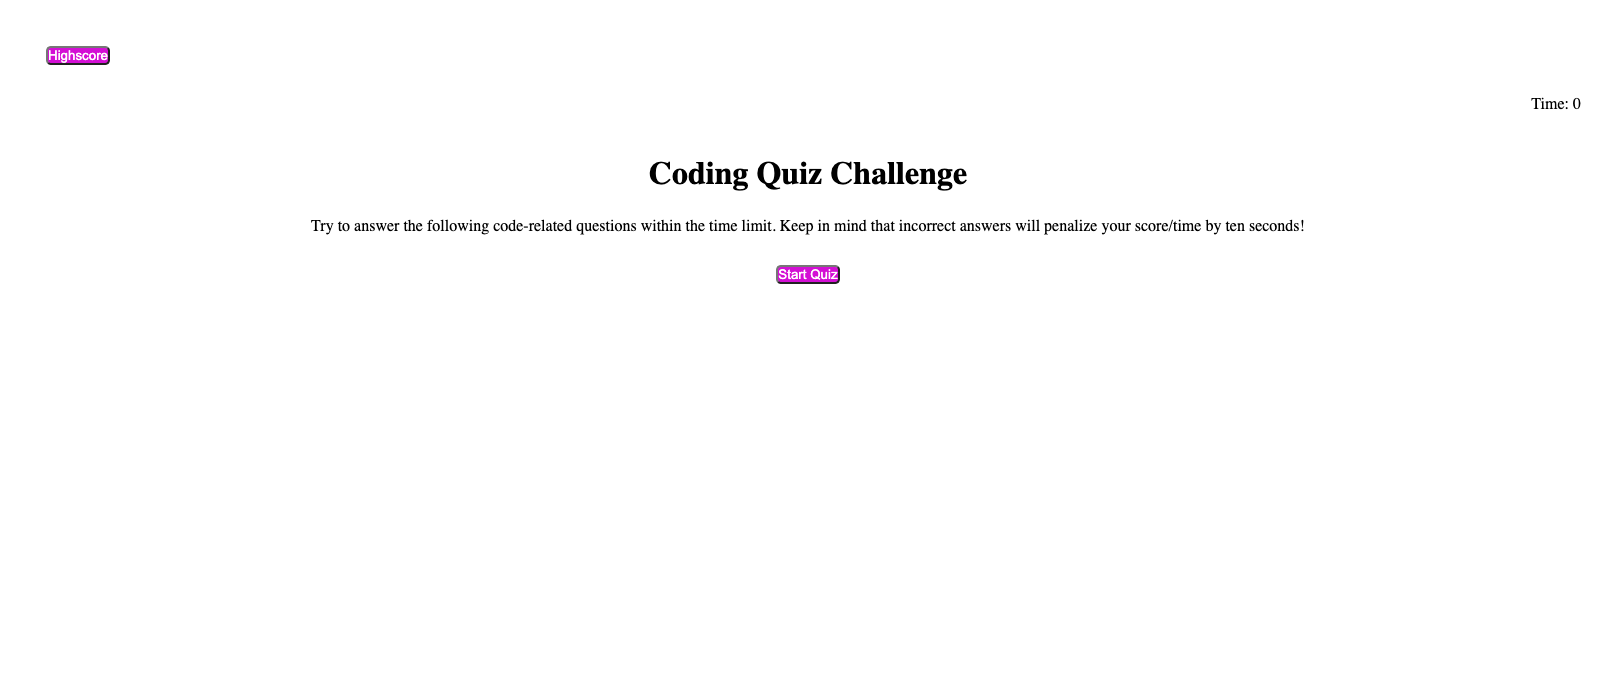 Highscore
Time: 0
Coding Quiz Challenge
Try to answer the following code-related questions within the time limit. Keep in mind that incorrect answers will penalize your score/time by ten seconds!
Start Quiz